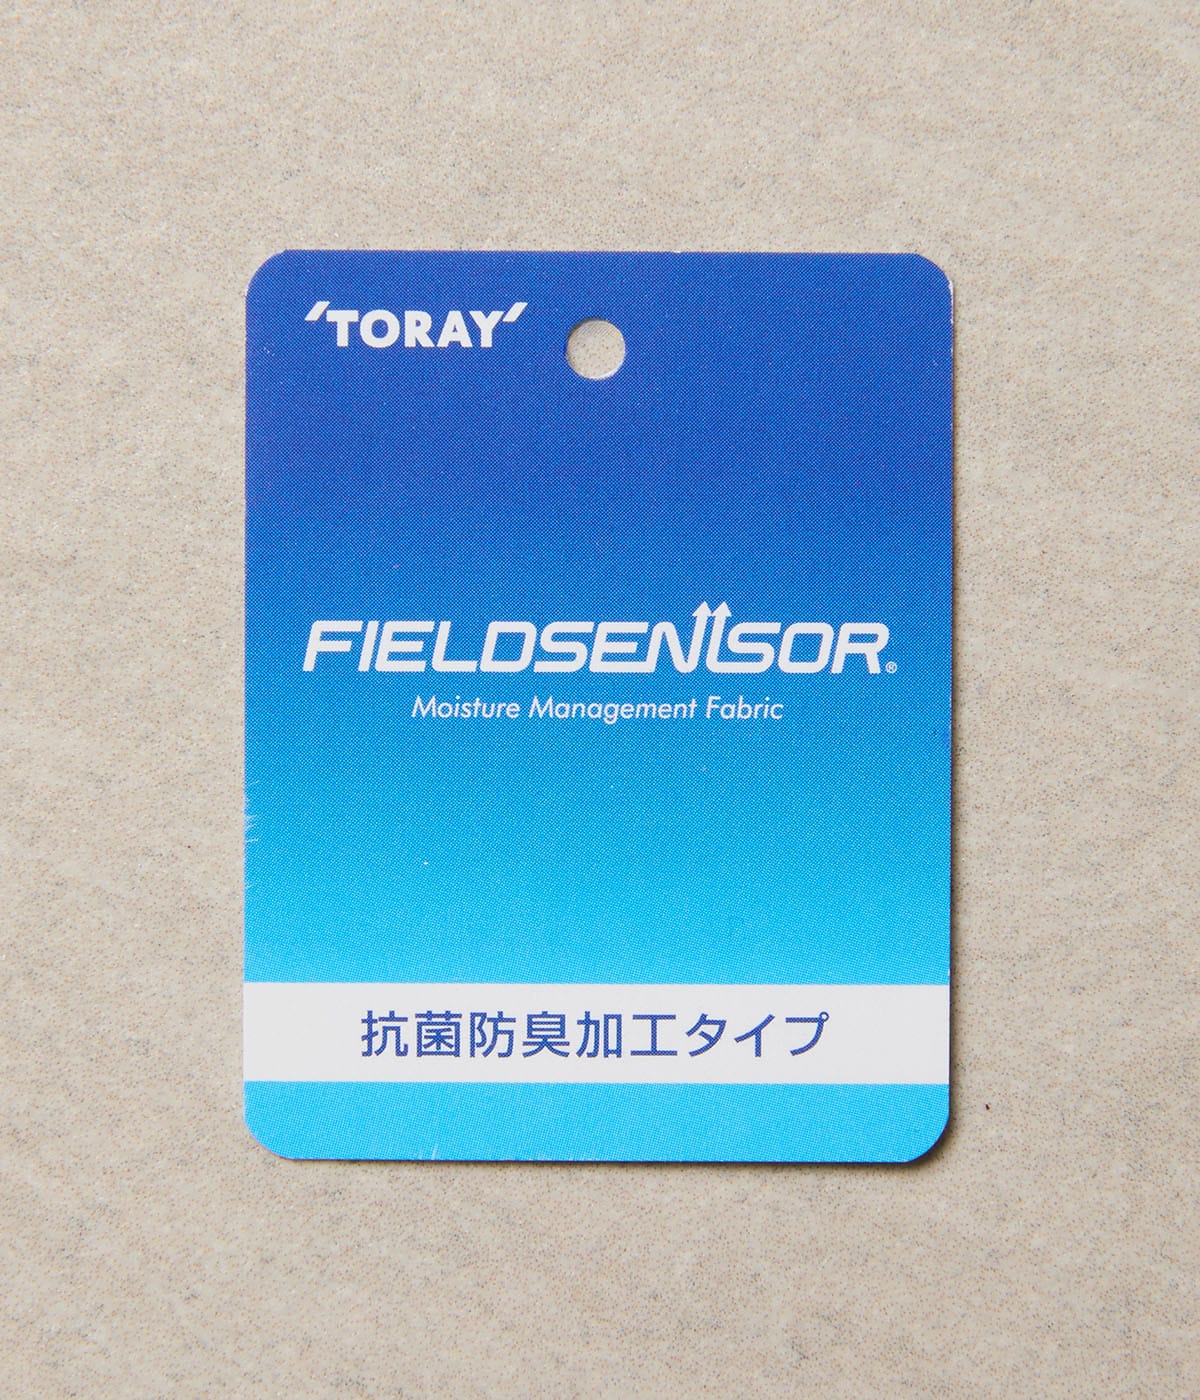 'TORAY'
FIELDSENSOR®
Moisture Management Fabric
抗菌防臭加工タイプ